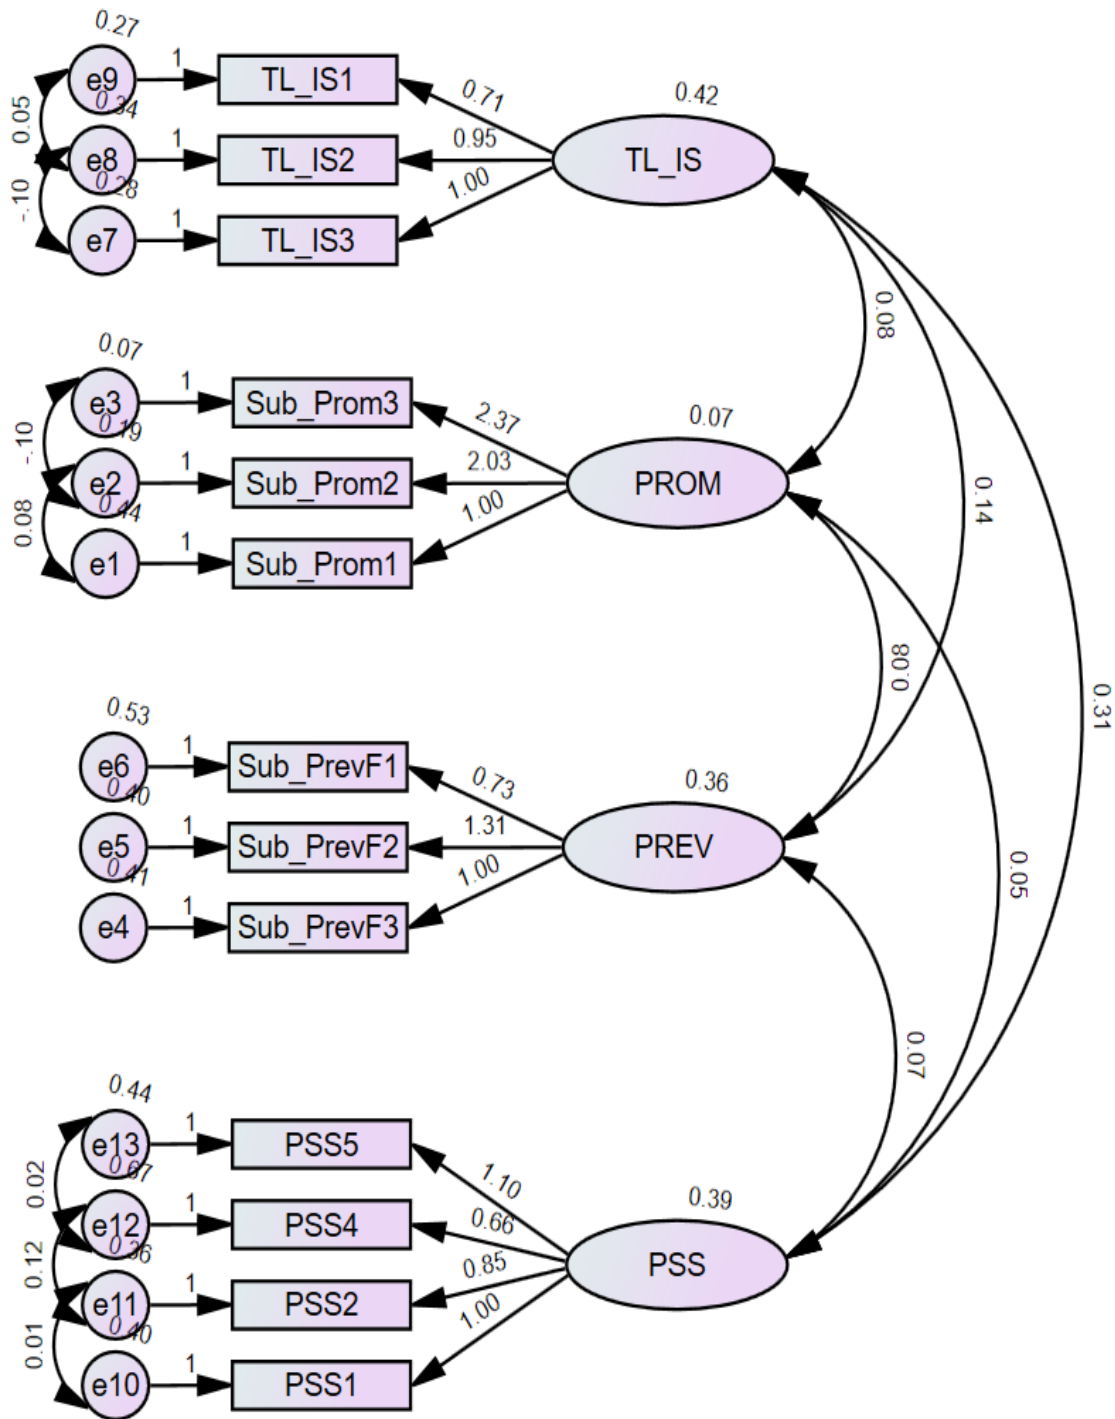 0.27
e9 1 TL_IS1
0.05
0.34
e8 1 TL_IS2
-.10
0.28
e7 1 TL_IS3
0.71
0.95
1.00
0.42
TL_IS
0.07
e3 1 Sub_Prom3
-.10
0.19
e2 1 Sub_Prom2
0.08
0.44
e1 1 Sub_Prom1
2.37
2.03
1.00
0.07
PROM
0.53
e6 1 Sub_PrevF1
0.40
e5 1 Sub_PrevF2
0.41
e4 1 Sub_PrevF3
0.73
1.31
1.00
0.36
PREV
0.44
e13 1 PSS5
0.02
0.67
e12 1 PSS4
0.12
0.36
e11 1 PSS2
0.01
0.40
e10 1 PSS1
1.10
0.66
0.85
1.00
0.39
PSS
0.08
0.14
0.31
0.08
0.05
0.07